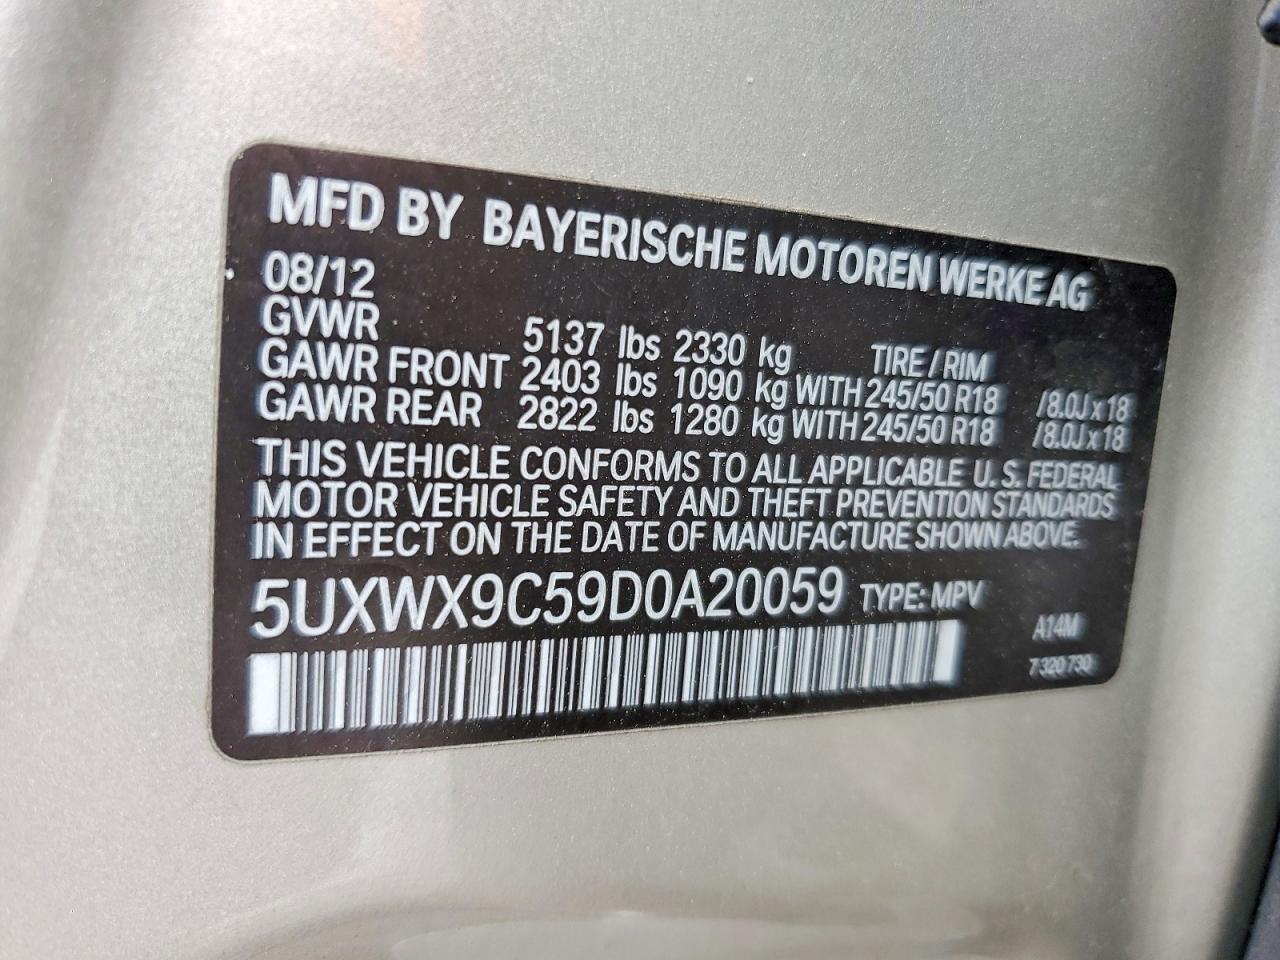 MFD BY BAYERISCHE MOTOREN WERKE AG
08/12
GVWR 5137 lbs 2330 kg TIRE / RIM
GAWR FRONT 2403 lbs 1090 kg WITH 245/50 R18 /8.0J x 18
GAWR REAR 2822 lbs 1280 kg WITH 245/50 R18 /8.0J x 18
THIS VEHICLE CONFORMS TO ALL APPLICABLE U.S. FEDERAL
MOTOR VEHICLE SAFETY AND THEFT PREVENTION STANDARDS
IN EFFECT ON THE DATE OF MANUFACTURE SHOWN ABOVE.
5UXWX9C59D0A20059 TYPE: MPV
A14M
7 320 730